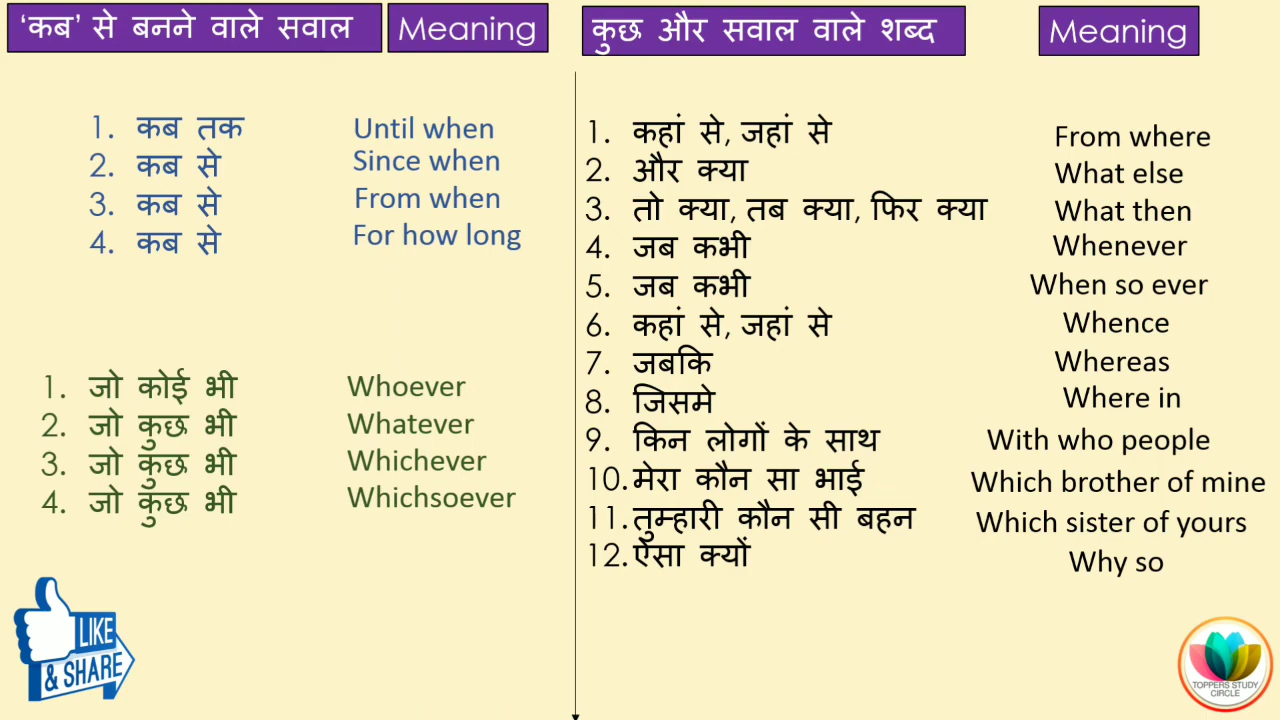 ‘कब’ से बनने वाले सवाल
Meaning
1. कब तक Until when
2. कब से Since when
3. कब से From when
4. कब से For how long
1. जो कोई भी Whoever
2. जो कुछ भी Whatever
3. जो कुछ भी Whichever
4. जो कुछ भी Whichsoever
LIKE
& SHARE
कुछ और सवाल वाले शब्द
Meaning
1. कहां से, जहां से From where
2. और क्या What else
3. तो क्या, तब क्या, फिर क्या What then
4. जब कभी Whenever
5. जब कभी When so ever
6. कहां से, जहां से Whence
7. जबकि Whereas
8. जिसमे Where in
9. किन लोगों के साथ With who people
10. मेरा कौन सा भाई Which brother of mine
11. तुम्हारी कौन सी बहन Which sister of yours
12. ऐसा क्यों Why so
TOPPERS STUDY
CIRCLE